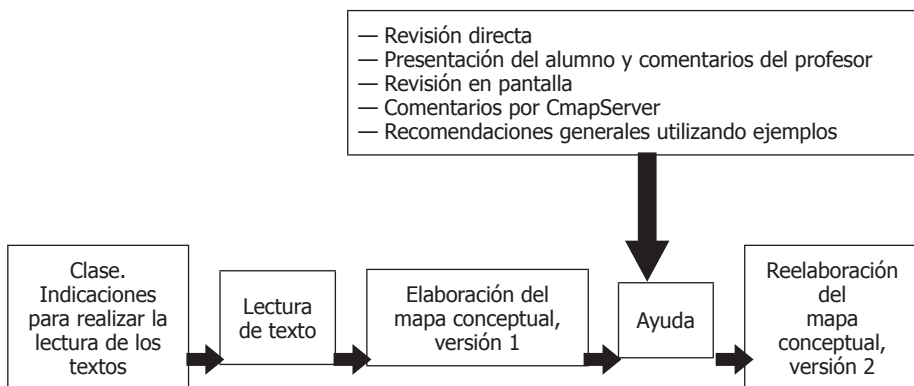 — Revisión directa
— Presentación del alumno y comentarios del profesor
— Revisión en pantalla
— Comentarios por CmapServer
— Recomendaciones generales utilizando ejemplos
Clase.
Indicaciones
para realizar la
lectura de los
textos
Lectura
de texto
Elaboración del
mapa conceptual,
versión 1
Ayuda
Reelaboración
del
mapa
conceptual,
versión 2